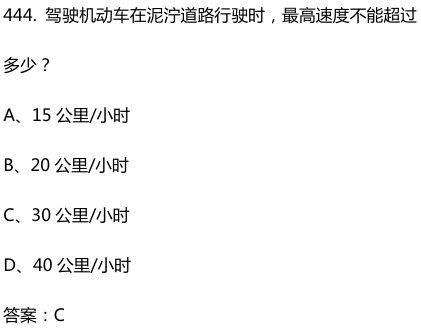 444. 驾驶机动车在泥泞道路行驶时，最高速度不能超过
多少？
A、15 公里/小时
B、20 公里/小时
C、30 公里/小时
D、40 公里/小时
答案：C